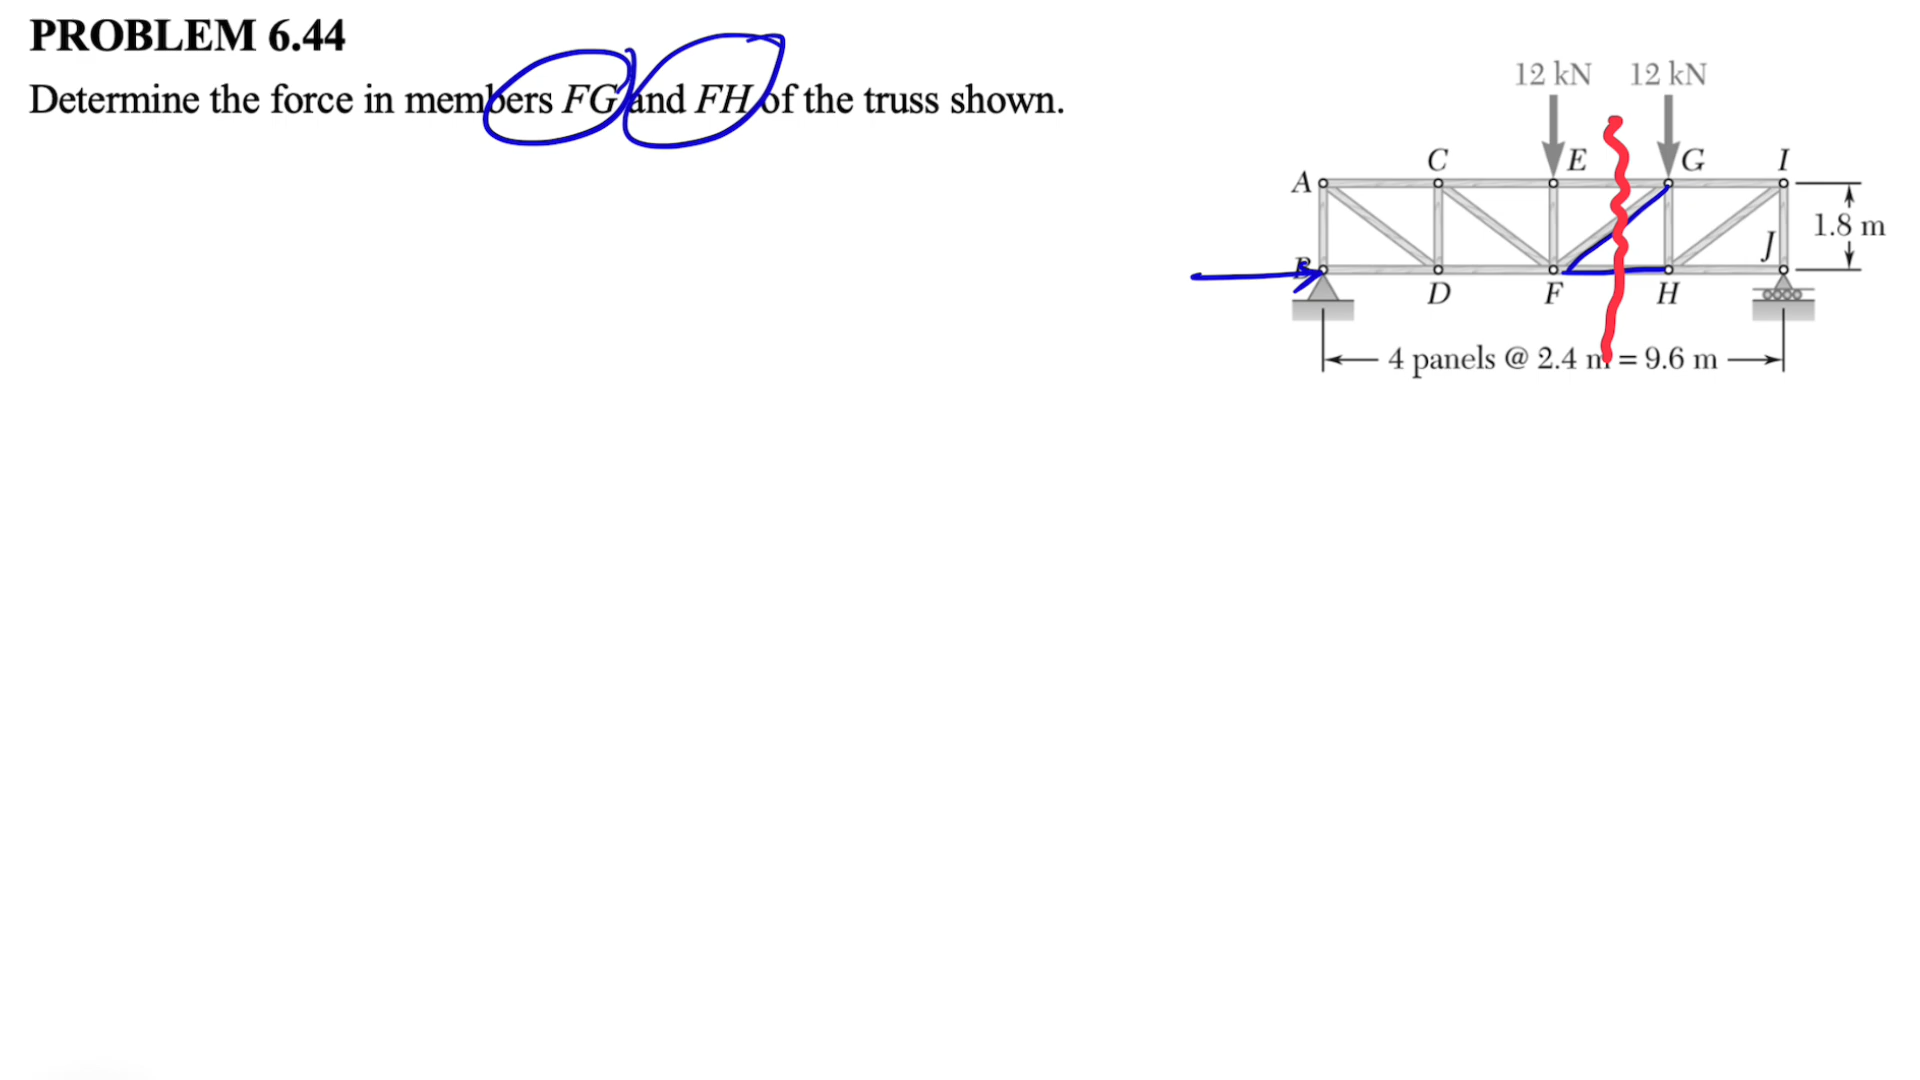 PROBLEM 6.44
Determine the force in members FG and FH of the truss shown.
12 kN 12 kN
C E G I
A
1.8 m
B J
D F H
4 panels @ 2.4 m = 9.6 m